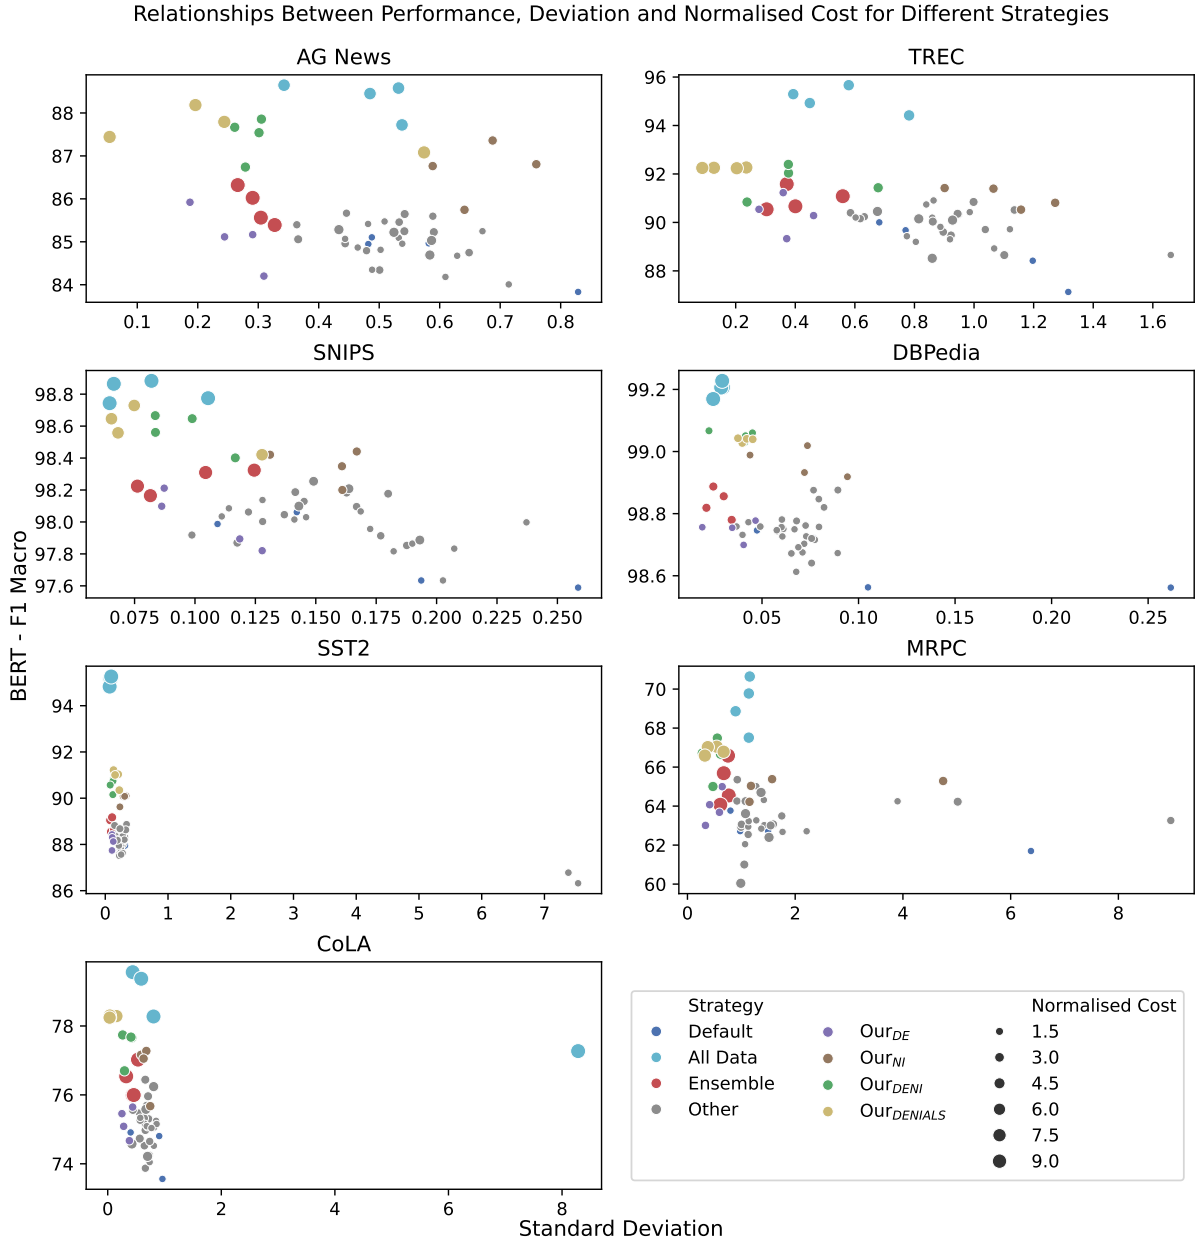 Relationships Between Performance, Deviation and Normalised Cost for Different Strategies
AG News
88
87
86
85
84
0.1 0.2 0.3 0.4 0.5 0.6 0.7 0.8
TREC
96
94
92
90
88
0.2 0.4 0.6 0.8 1.0 1.2 1.4 1.6
SNIPS
98.8
98.6
98.4
98.2
98.0
97.8
97.6
0.075 0.100 0.125 0.150 0.175 0.200 0.225 0.250
DBPedia
99.2
99.0
98.8
98.6
0.05 0.10 0.15 0.20 0.25
BERT - F1 Macro
SST2
94
92
90
88
86
0 1 2 3 4 5 6 7
MRPC
70
68
66
64
62
60
0 2 4 6 8
CoLA
78
76
74
0 2 4 6 8
Standard Deviation
Strategy
Default
All Data
Ensemble
Other
Our_DE
Our_NI
Our_DENI
Our_DENIALS
Normalised Cost
1.5
3.0
4.5
6.0
7.5
9.0